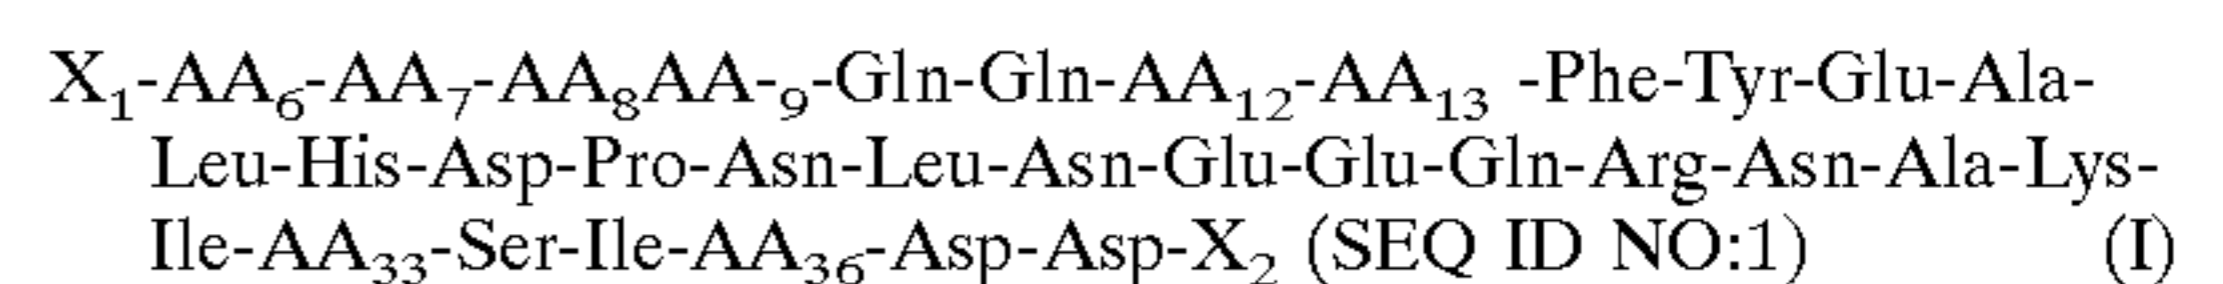 X₁-AA₆-AA₇-AA₈AA-₉-Gln-Gln-AA₁₂-AA₁₃ -Phe-Tyr-Glu-Ala-
Leu-His-Asp-Pro-Asn-Leu-Asn-Glu-Glu-Gln-Arg-Asn-Ala-Lys-
Ile-AA₃₃-Ser-Ile-AA₃₆-Asp-Asp-X₂ (SEQ ID NO:1) (I)